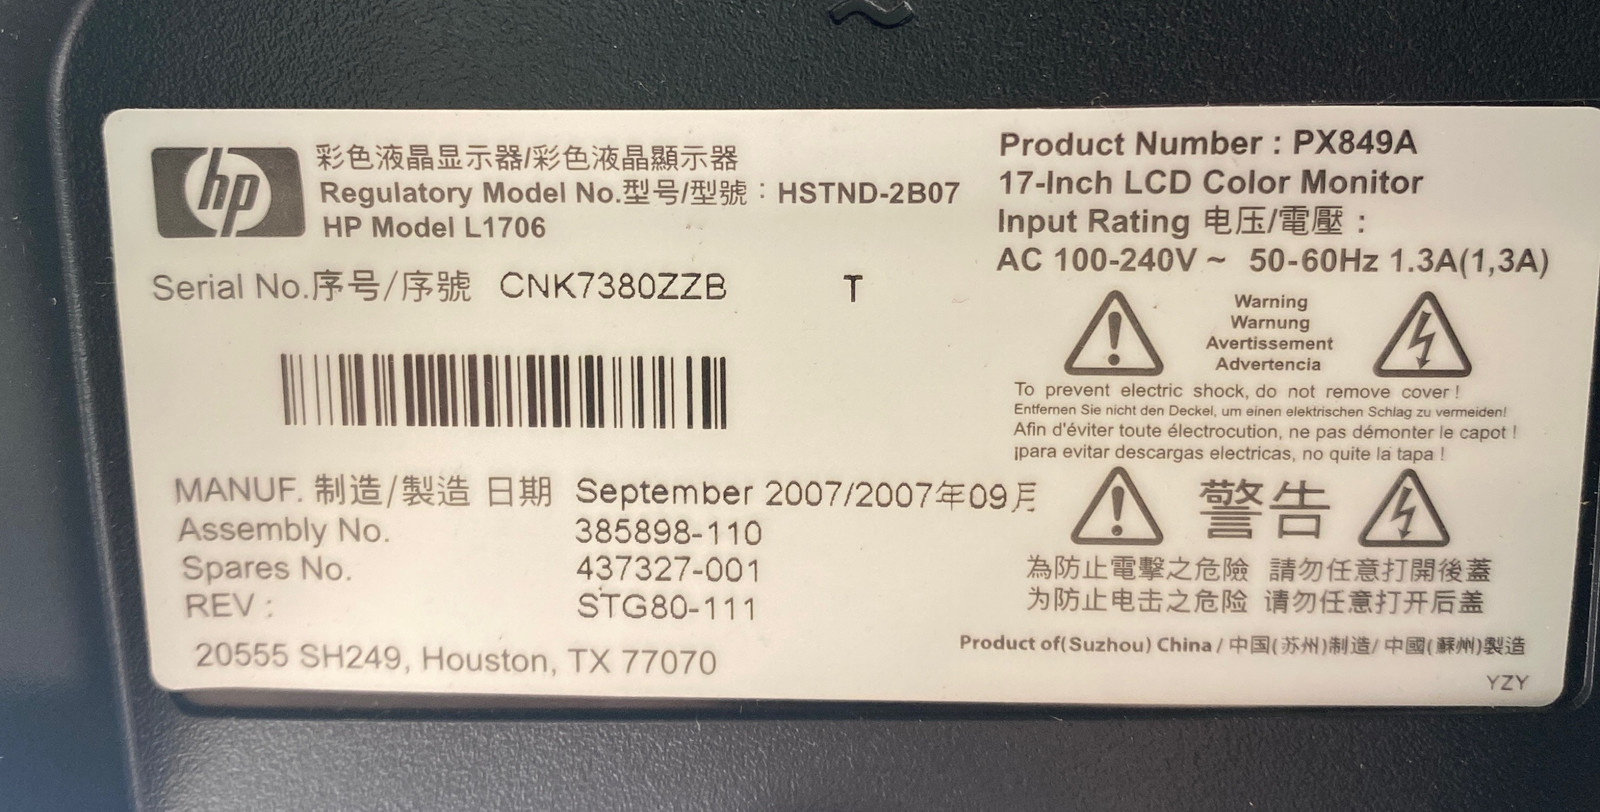 hp
彩色液晶显示器/彩色液晶顯示器
Regulatory Model No.型号/型號：HSTND-2B07
HP Model L1706
Serial No.序号/序號 CNK7380ZZB T
MANUF. 制造/製造 日期 September 2007/2007年09月
Assembly No. 385898-110
Spares No. 437327-001
REV : STG80-111
20555 SH249, Houston, TX 77070
Product Number : PX849A
17-Inch LCD Color Monitor
Input Rating 电压/電壓：
AC 100-240V ~ 50-60Hz 1.3A(1,3A)
Warning
Warnung
Avertissement
Advertencia
To prevent electric shock, do not remove cover !
Entfernen Sie nicht den Deckel, um einen elektrischen Schlag zu vermeiden!
Afin d'éviter toute électrocution, ne pas démonter le capot !
¡para evitar descargas electricas, no quite la tapa !
警告
為防止電擊之危險 請勿任意打開後蓋
为防止电击之危险 请勿任意打开后盖
Product of(Suzhou) China / 中国(苏州)制造/ 中國(蘇州)製造
YZY